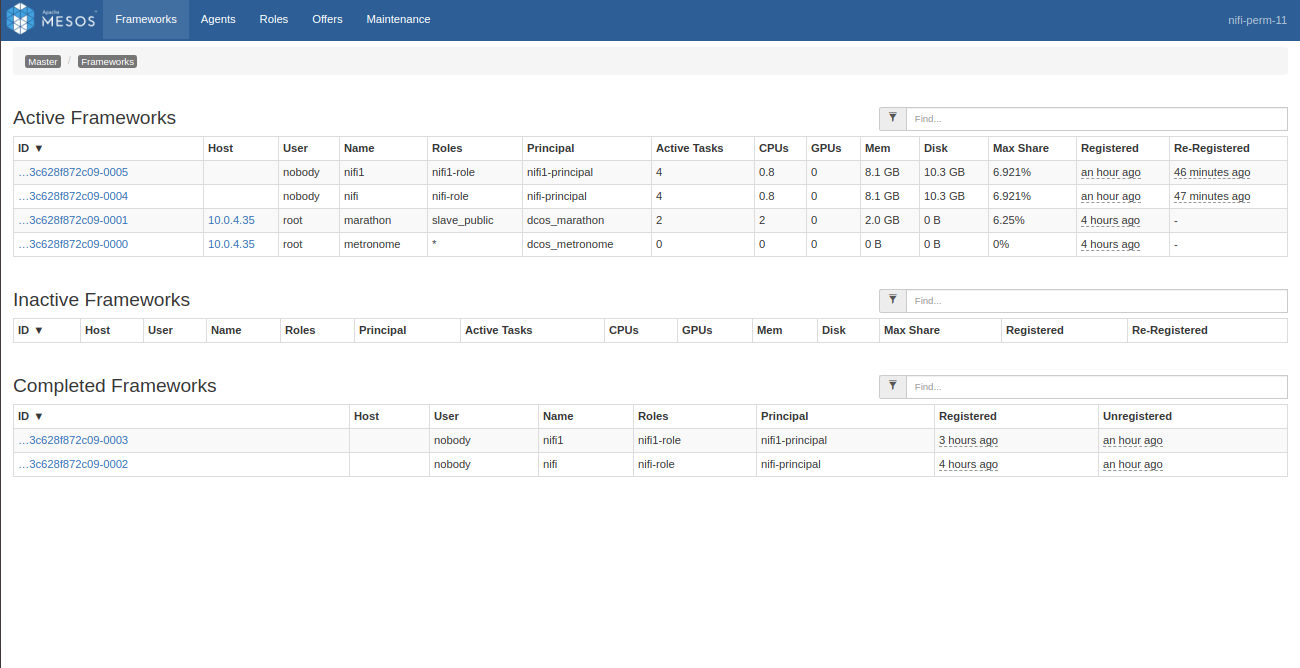 Apache MESOS Frameworks Agents Roles Offers Maintenance nifi-perm-11
Master / Frameworks
Active Frameworks Find...
ID ▼ Host User Name Roles Principal Active Tasks CPUs GPUs Mem Disk Max Share Registered Re-Registered
…3c628f872c09-0005 nobody nifi1 nifi1-role nifi1-principal 4 0.8 0 8.1 GB 10.3 GB 6.921% an hour ago 46 minutes ago
…3c628f872c09-0004 nobody nifi nifi-role nifi-principal 4 0.8 0 8.1 GB 10.3 GB 6.921% an hour ago 47 minutes ago
…3c628f872c09-0001 10.0.4.35 root marathon slave_public dcos_marathon 2 2 0 2.0 GB 0 B 6.25% 4 hours ago -
…3c628f872c09-0000 10.0.4.35 root metronome * dcos_metronome 0 0 0 0 B 0 B 0% 4 hours ago -
Inactive Frameworks Find...
ID ▼ Host User Name Roles Principal Active Tasks CPUs GPUs Mem Disk Max Share Registered Re-Registered
Completed Frameworks Find...
ID ▼ Host User Name Roles Principal Registered Unregistered
…3c628f872c09-0003 nobody nifi1 nifi1-role nifi1-principal 3 hours ago an hour ago
…3c628f872c09-0002 nobody nifi nifi-role nifi-principal 4 hours ago an hour ago